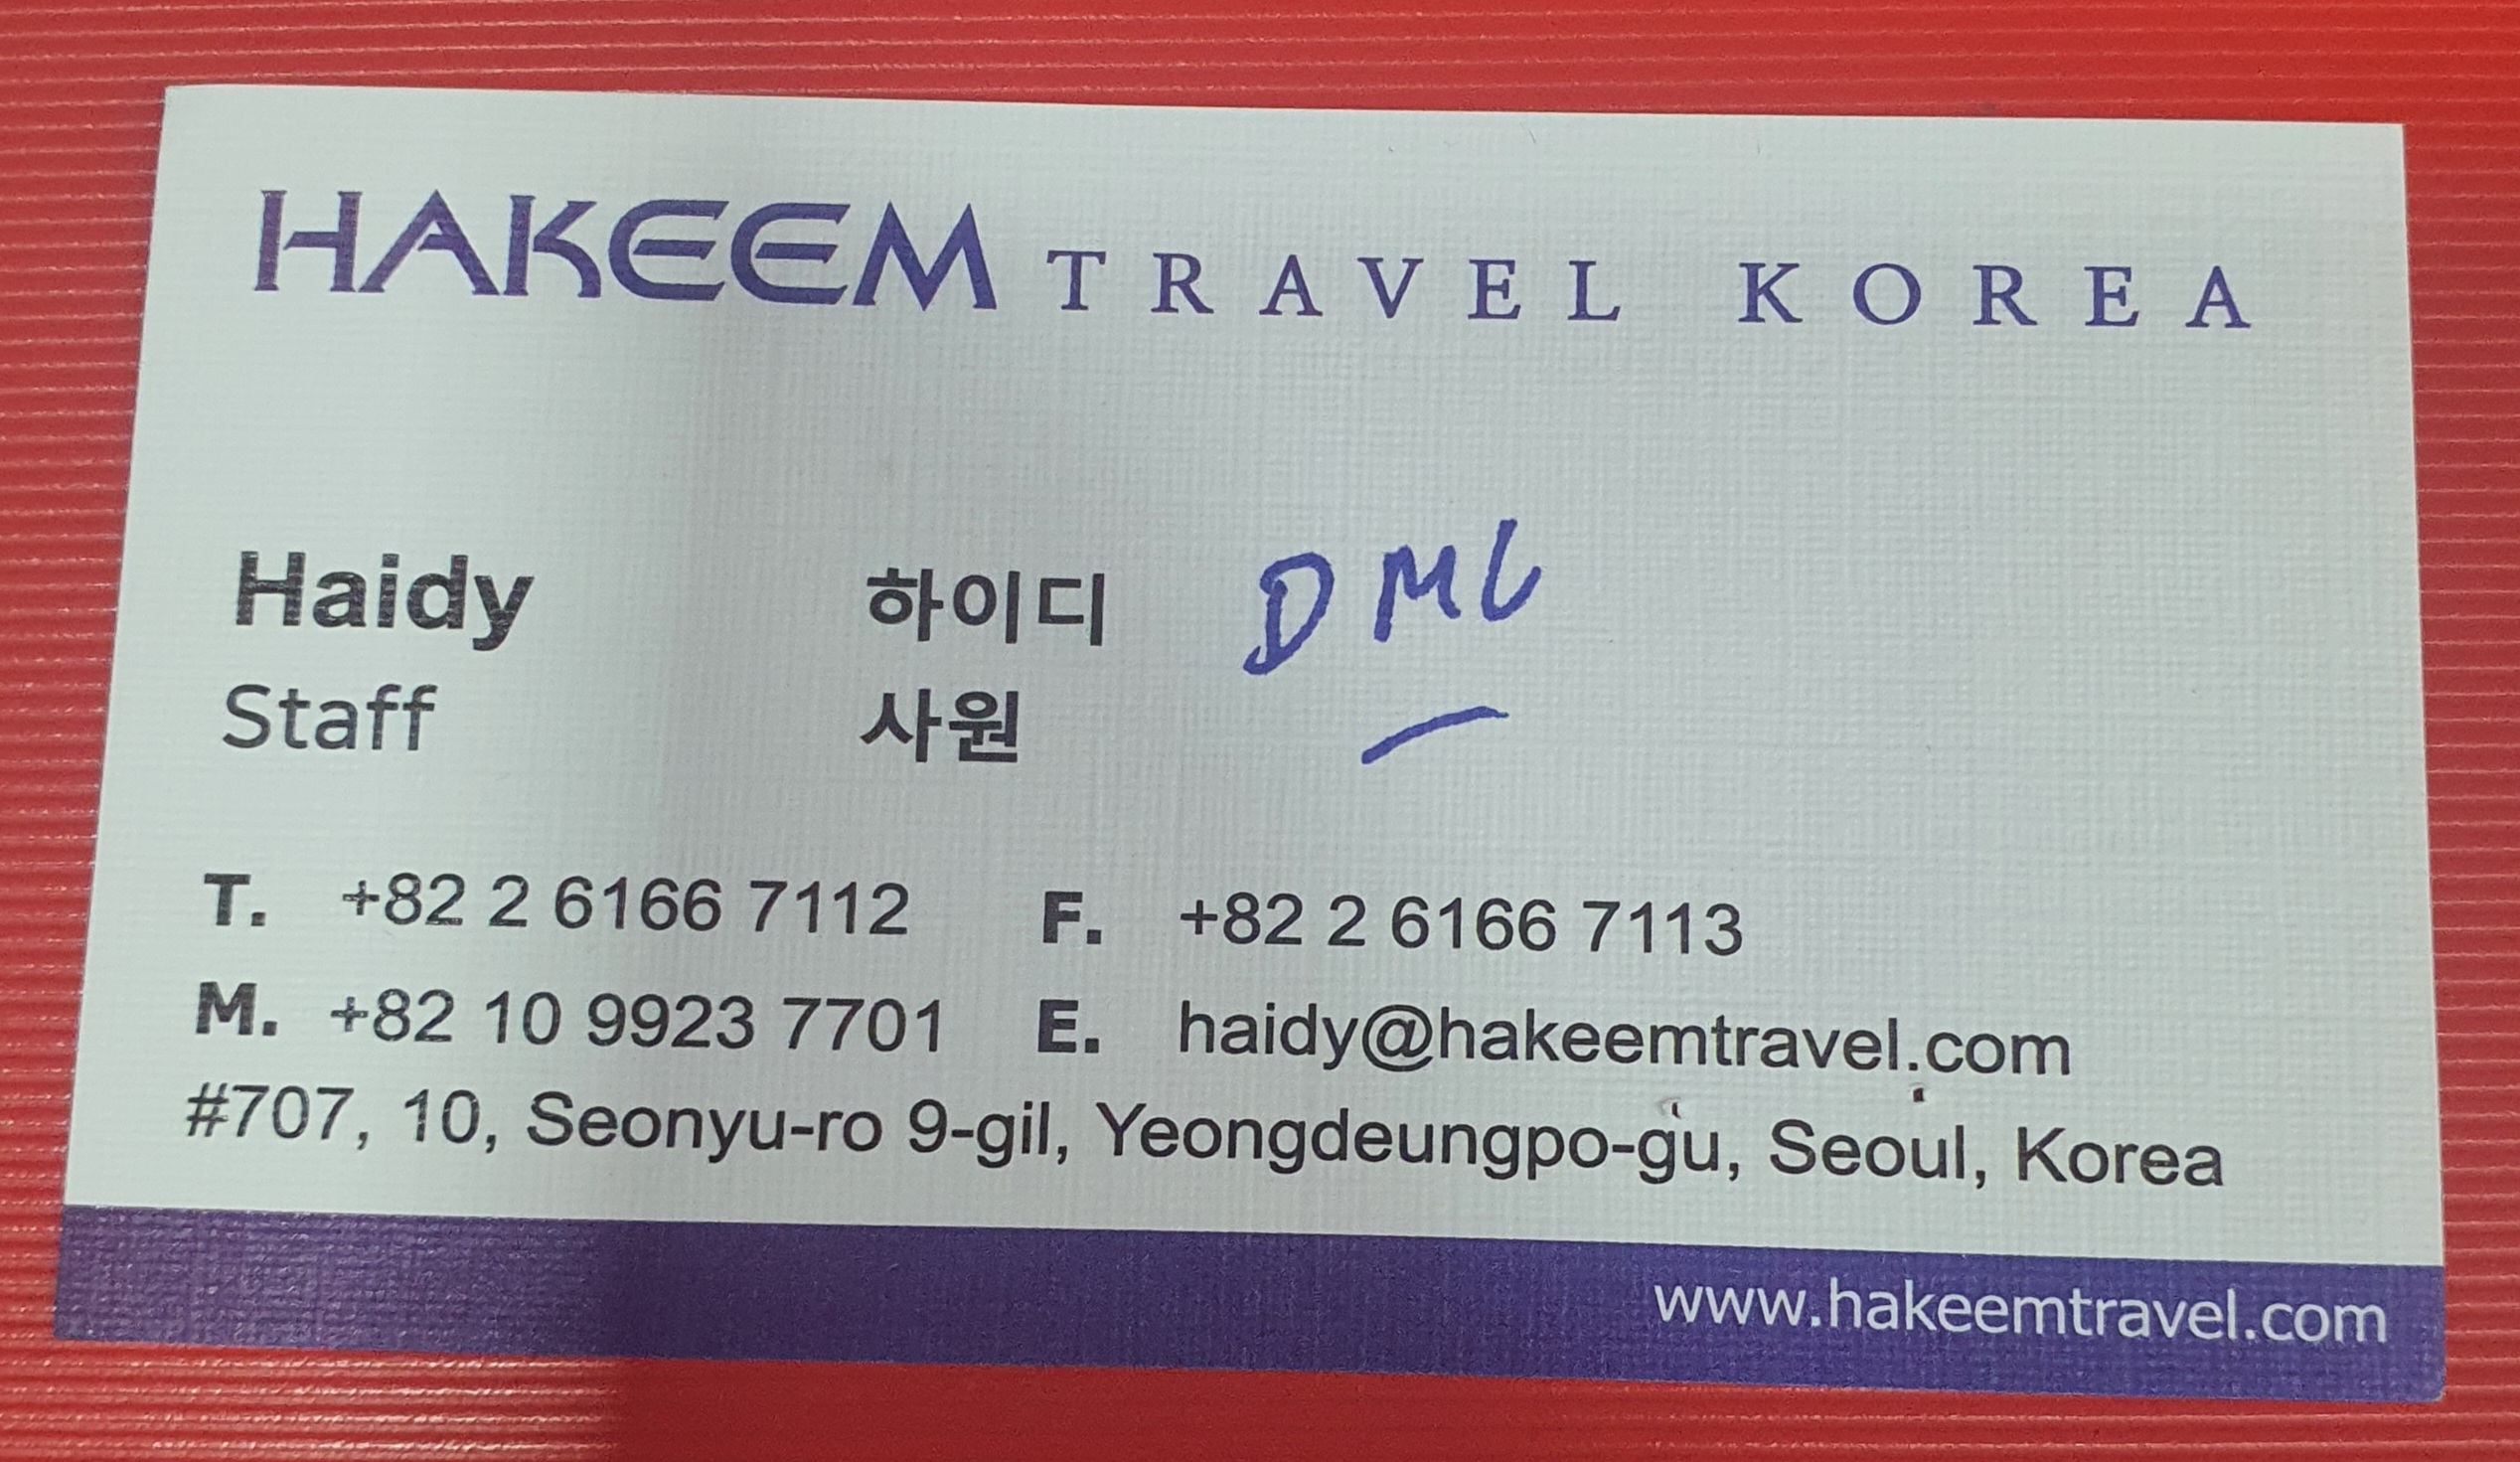 HAKEEM TRAVEL KOREA
Haidy 하이디 DMC
Staff 사원
T. +82 2 6166 7112 F. +82 2 6166 7113
M. +82 10 9923 7701 E. haidy@hakeemtravel.com
#707, 10, Seonyu-ro 9-gil, Yeongdeungpo-gu, Seoul, Korea
www.hakeemtravel.com